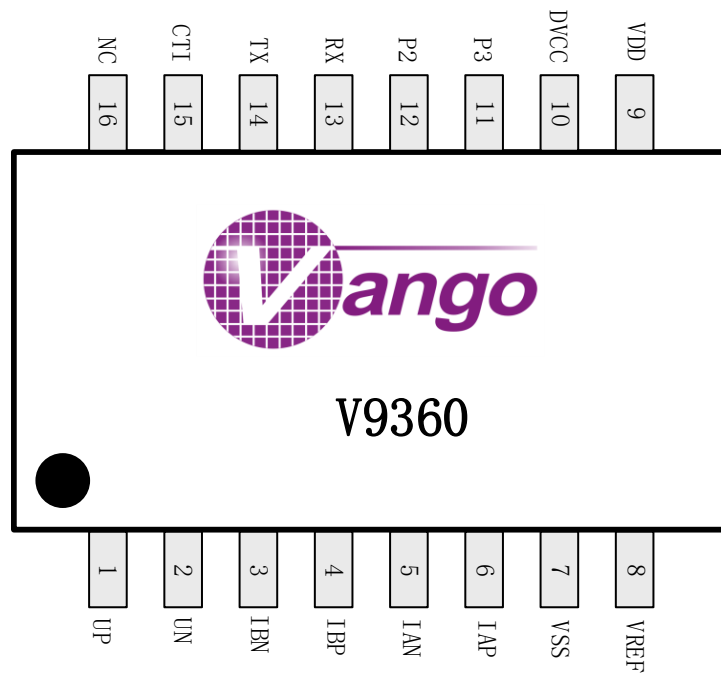 NC CTI TX RX P2 P3 DVCC VDD
16 15 14 13 12 11 10 9
Vango
V9360
1 2 3 4 5 6 7 8
UP UN IBN IBP IAN IAP VSS VREF